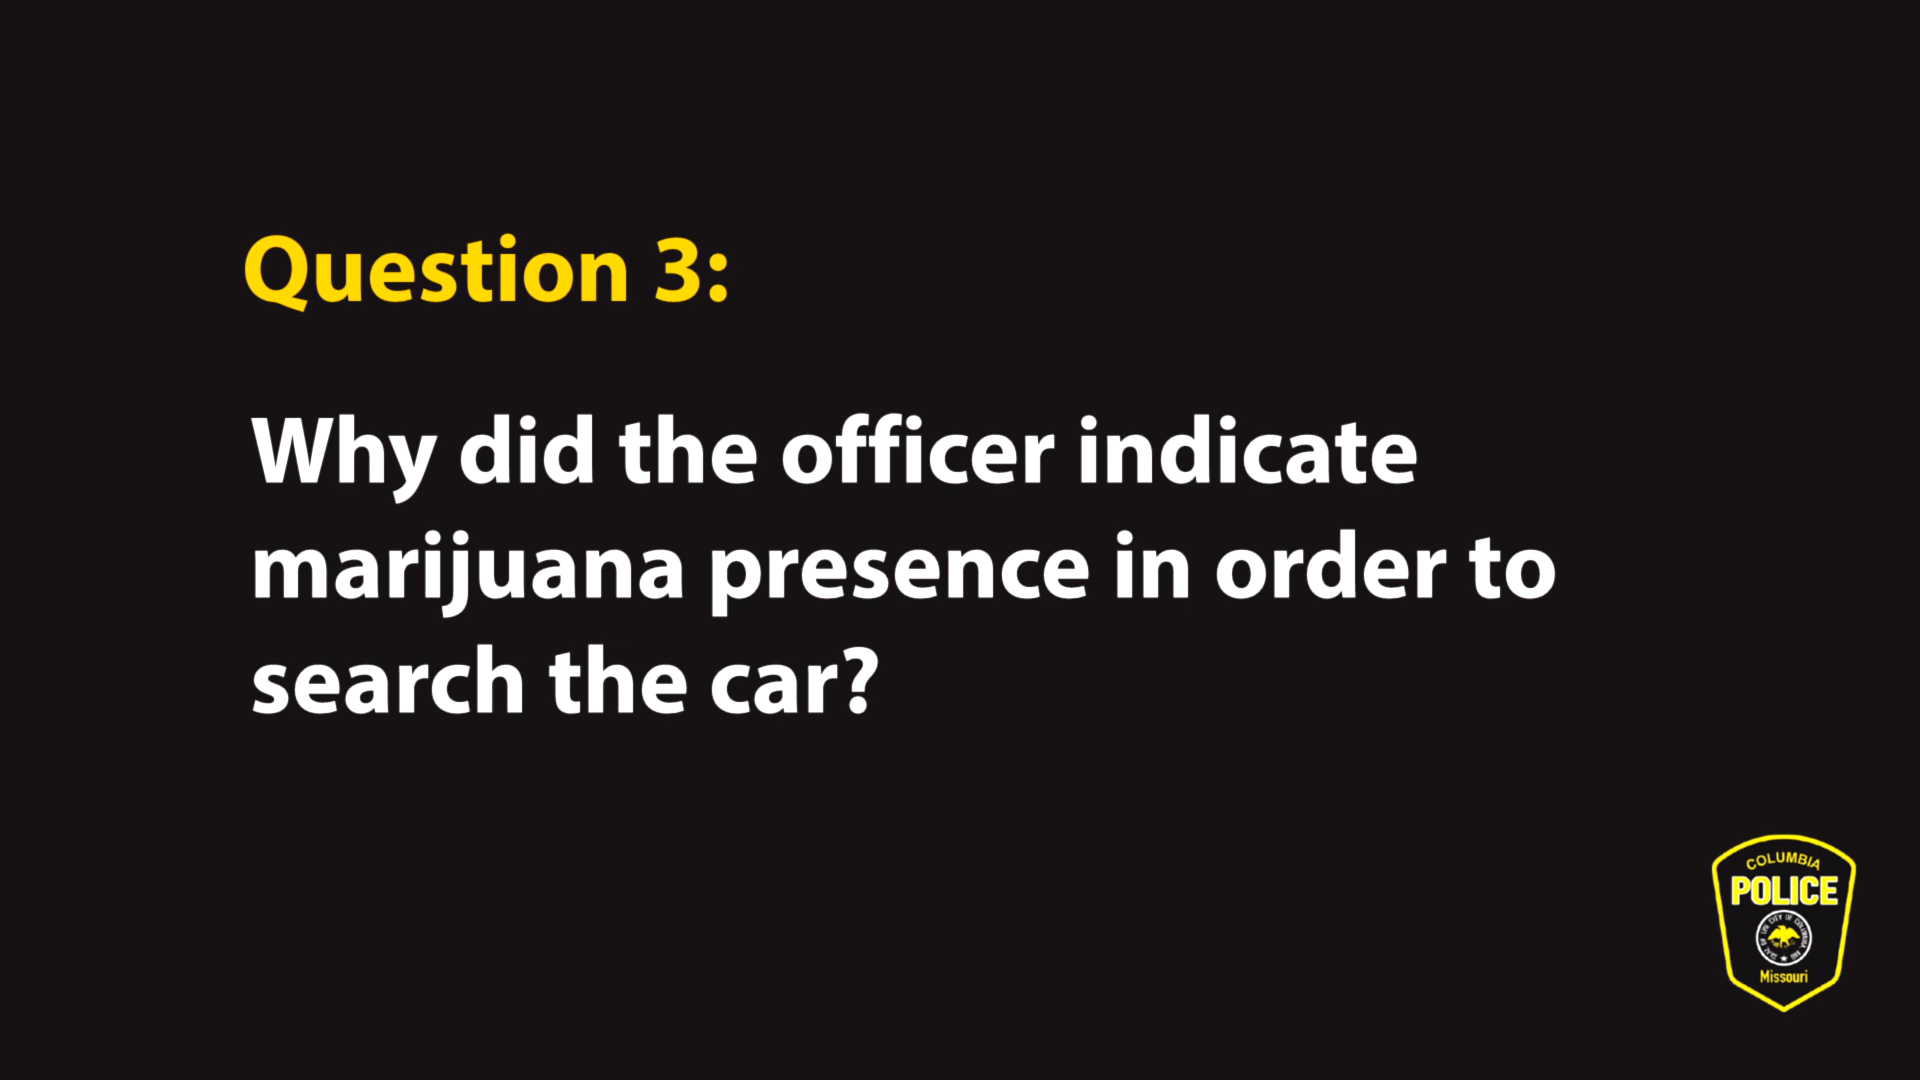 Question 3:
Why did the officer indicate
marijuana presence in order to
search the car?
COLUMBIA
POLICE
Missouri